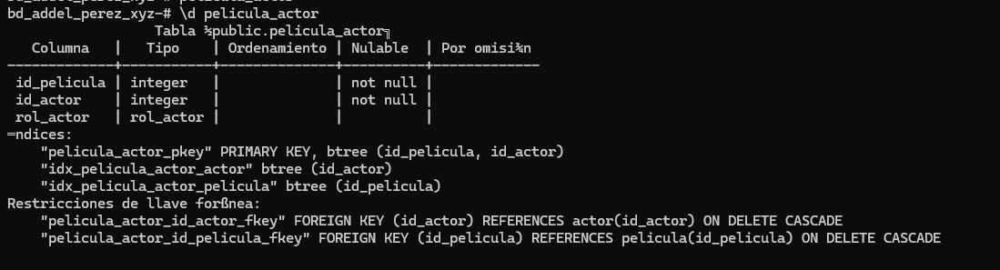 bd_addel_perez_xyz-# \d pelicula_actor
                  Tabla ½public.pelicula_actor╗
   Columna   |   Tipo    | Ordenamiento | Nulable  | Por omisi¾n
-------------+-----------+--------------+----------+-------------
 id_pelicula | integer   |              | not null |
 id_actor    | integer   |              | not null |
 rol_actor   | rol_actor |              |          |
═ndices:
    "pelicula_actor_pkey" PRIMARY KEY, btree (id_pelicula, id_actor)
    "idx_pelicula_actor_actor" btree (id_actor)
    "idx_pelicula_actor_pelicula" btree (id_pelicula)
Restricciones de llave forßnea:
    "pelicula_actor_id_actor_fkey" FOREIGN KEY (id_actor) REFERENCES actor(id_actor) ON DELETE CASCADE
    "pelicula_actor_id_pelicula_fkey" FOREIGN KEY (id_pelicula) REFERENCES pelicula(id_pelicula) ON DELETE CASCADE